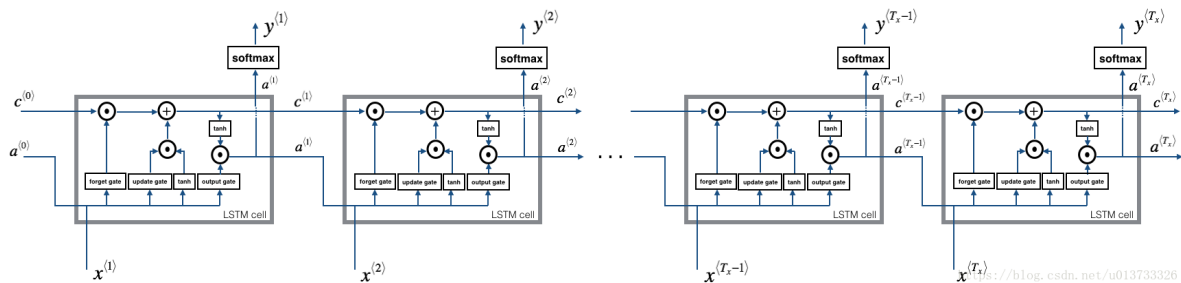 y⟨1⟩ y⟨2⟩ y⟨Tₓ−1⟩ y⟨Tₓ⟩
softmax softmax softmax softmax
a⟨1⟩ a⟨2⟩ a⟨Tₓ−1⟩ a⟨Tₓ⟩
c⟨0⟩ c⟨1⟩ c⟨2⟩ c⟨Tₓ−1⟩ c⟨Tₓ⟩
+ + + +
tanh tanh tanh tanh
a⟨0⟩ a⟨1⟩ a⟨2⟩ . . . a⟨Tₓ−1⟩ a⟨Tₓ⟩
forget gate update gate tanh output gate forget gate update gate tanh output gate forget gate update gate tanh output gate forget gate update gate tanh output gate
LSTM cell LSTM cell LSTM cell LSTM cell
x⟨1⟩ x⟨2⟩ x⟨Tₓ−1⟩ x⟨Tₓ⟩
https://blog.csdn.net/u013733326